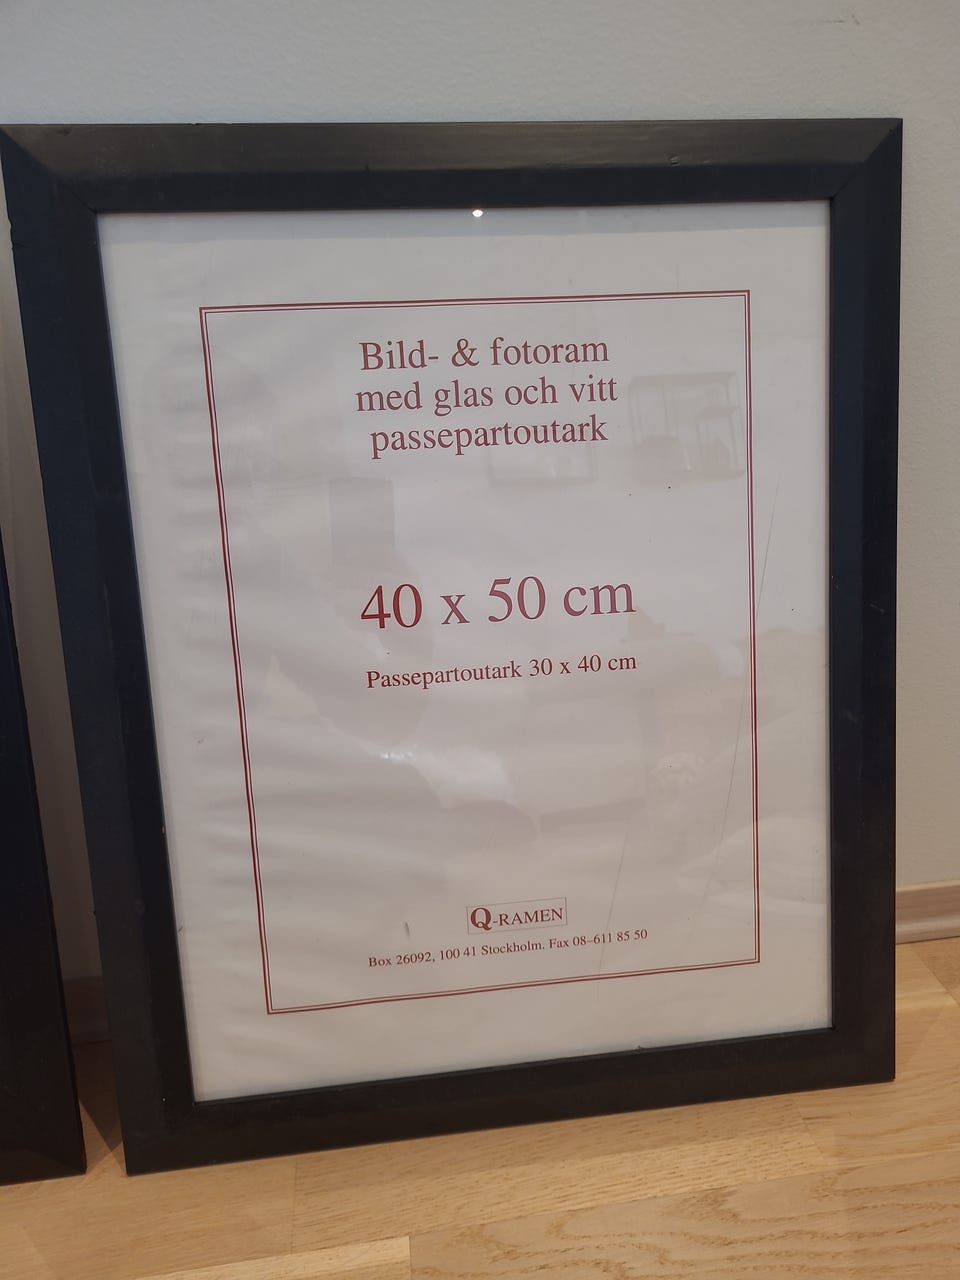 Bild- & fotoram
med glas och vitt
passepartoutark
40 x 50 cm
Passepartoutark 30 x 40 cm
Q-RAMEN
Box 26092, 100 41 Stockholm. Fax 08–611 85 50